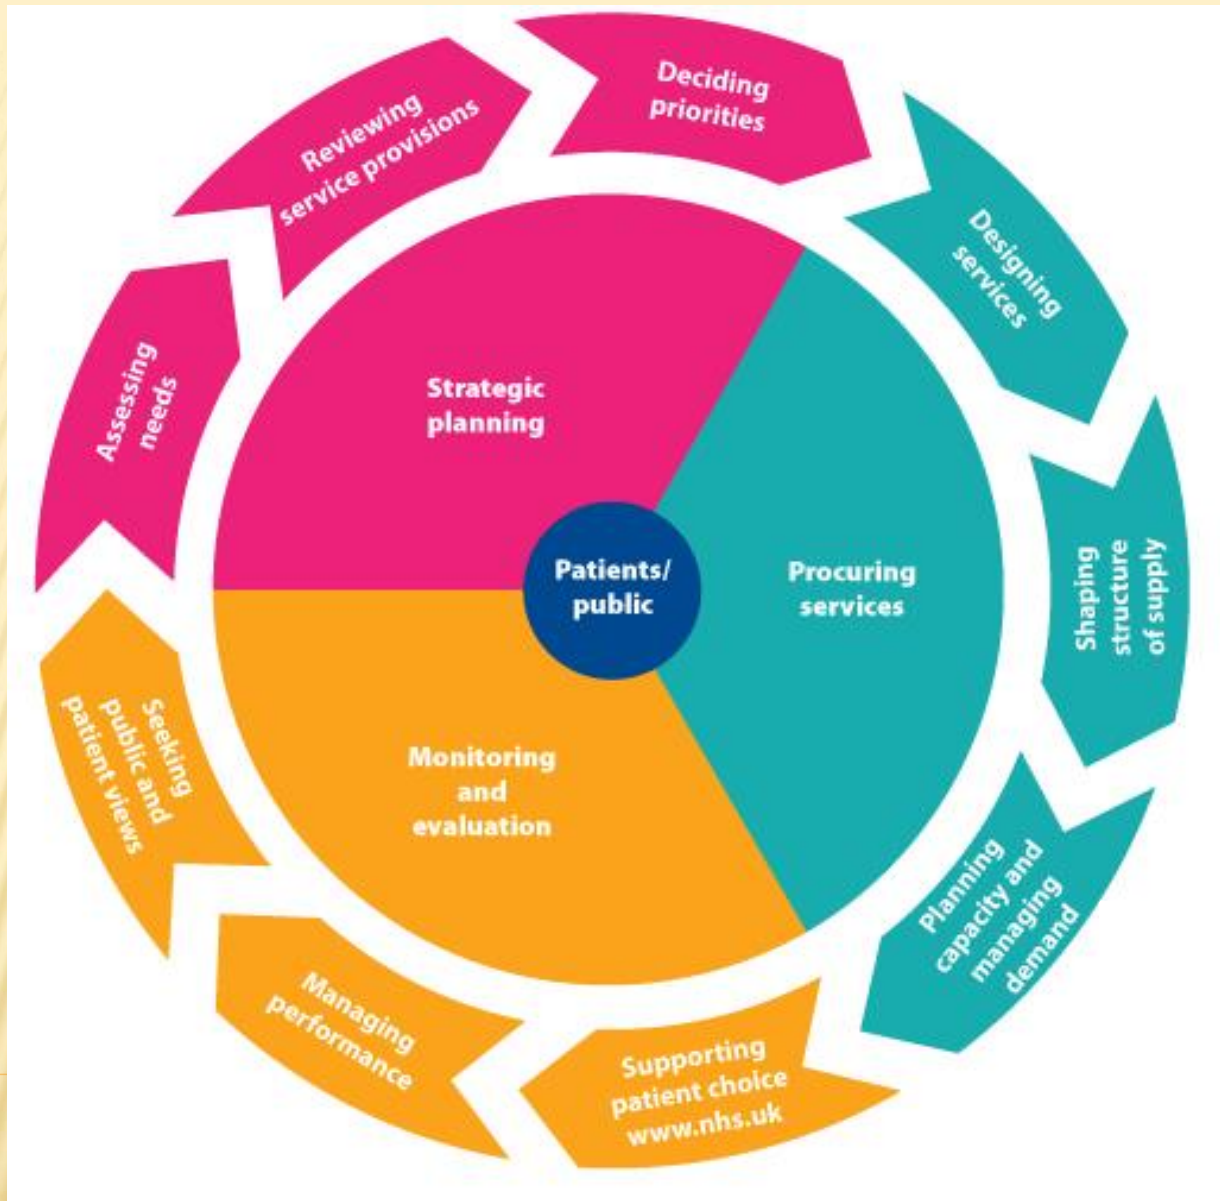 Deciding
priorities
Designing
services
Shaping
structure
of supply
Planning
capacity and
managing
demand
Supporting
patient choice
www.nhs.uk
Managing
performance
Seeking
public and
patient views
Assessing
needs
Reviewing
service provisions
Strategic
planning
Procuring
services
Monitoring
and
evaluation
Patients/
public